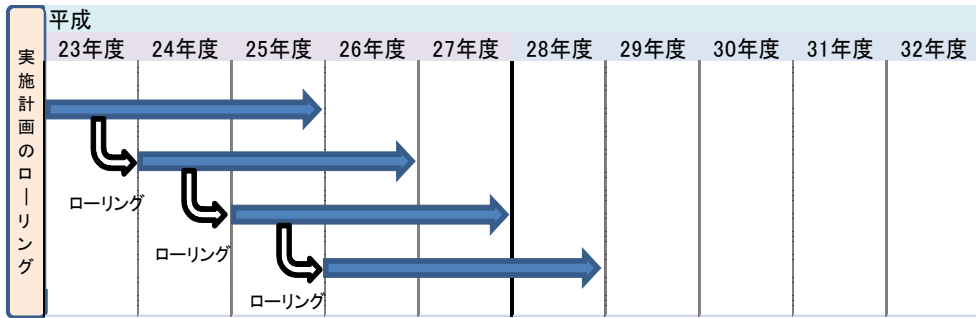 実施計画のローリング
平成
23年度 24年度 25年度 26年度 27年度 28年度 29年度 30年度 31年度 32年度
ローリング
ローリング
ローリング